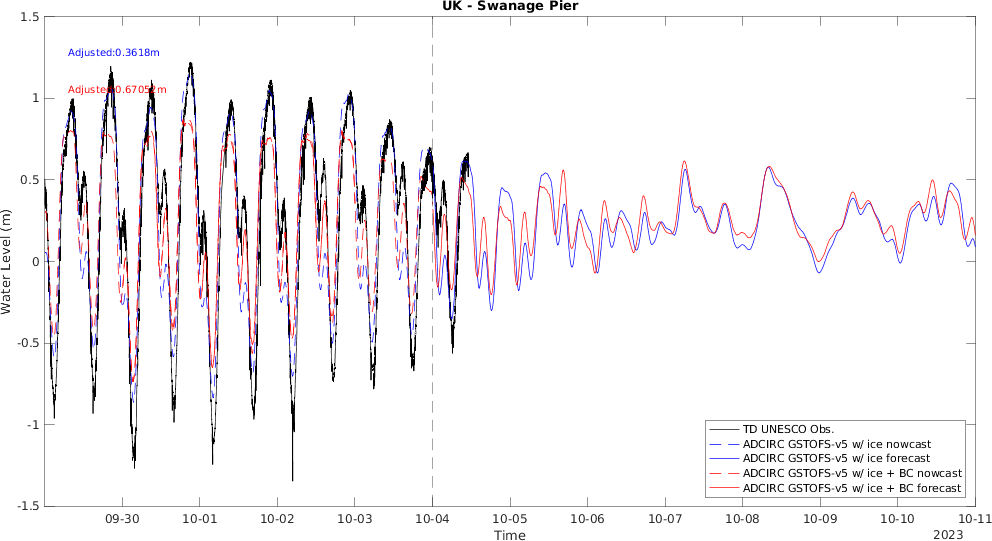 UK - Swanage Pier
1.5
1
0.5
0
-0.5
-1
-1.5
Water Level (m)
Adjusted:0.3618m
Adjusted:0.67052m
TD UNESCO Obs.
ADCIRC GSTOFS-v5 w/ ice nowcast
ADCIRC GSTOFS-v5 w/ ice forecast
ADCIRC GSTOFS-v5 w/ ice + BC nowcast
ADCIRC GSTOFS-v5 w/ ice + BC forecast
09-30 10-01 10-02 10-03 10-04 10-05 10-06 10-07 10-08 10-09 10-10 10-11
Time
2023